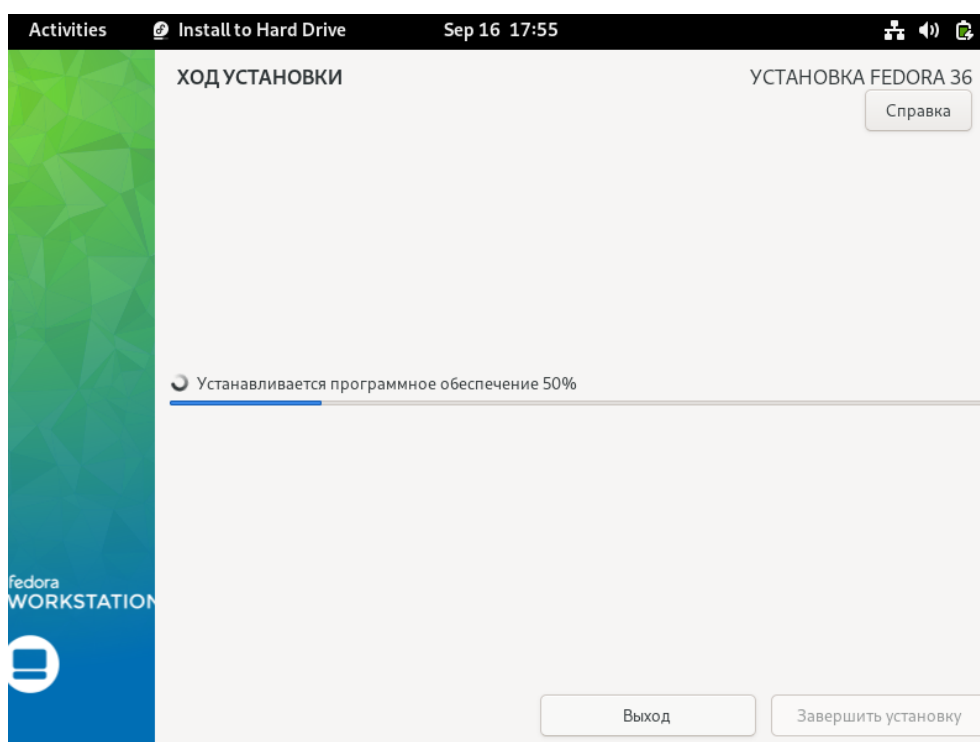 Activities Install to Hard Drive Sep 16 17:55
ХОД УСТАНОВКИ УСТАНОВКА FEDORA 36
Справка
Устанавливается программное обеспечение 50%
fedora
WORKSTATION
Выход Завершить установку